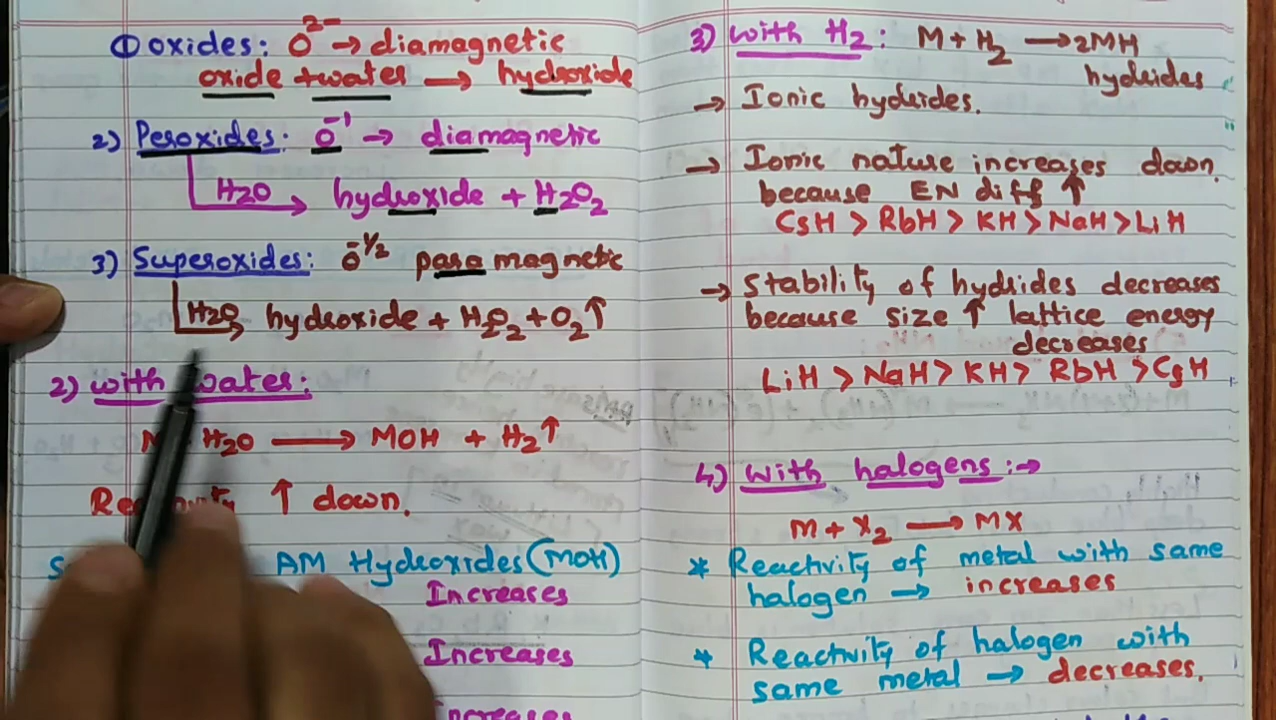 ① oxides: O²⁻ → diamagnetic
oxide + water → hydroxide
2) Peroxides: O⁻¹ → diamagnetic
H2O → hydroxide + H2O2
3) Superoxides: O⁻¹/² para magnetic
H2O → hydroxide + H2O2 + O2↑
2) with water:
H2O → MOH + H2↑
↑ down.
AM Hydroxides (MOH)
Increases
Increases
Increases
3) with H2: M + H2 → 2MH
hydrides
→ Ionic hydrides.
→ Ionic nature increases down.
because EN diff ↑
CsH > RbH > KH > NaH > LiH
→ Stability of hydrides decreases
because size ↑ lattice energy
decreases
LiH > NaH > KH > RbH > CsH
4) With halogens :→
M + X2 → MX
* Reactivity of metal with same
halogen → increases
* Reactivity of halogen with
same metal → decreases.